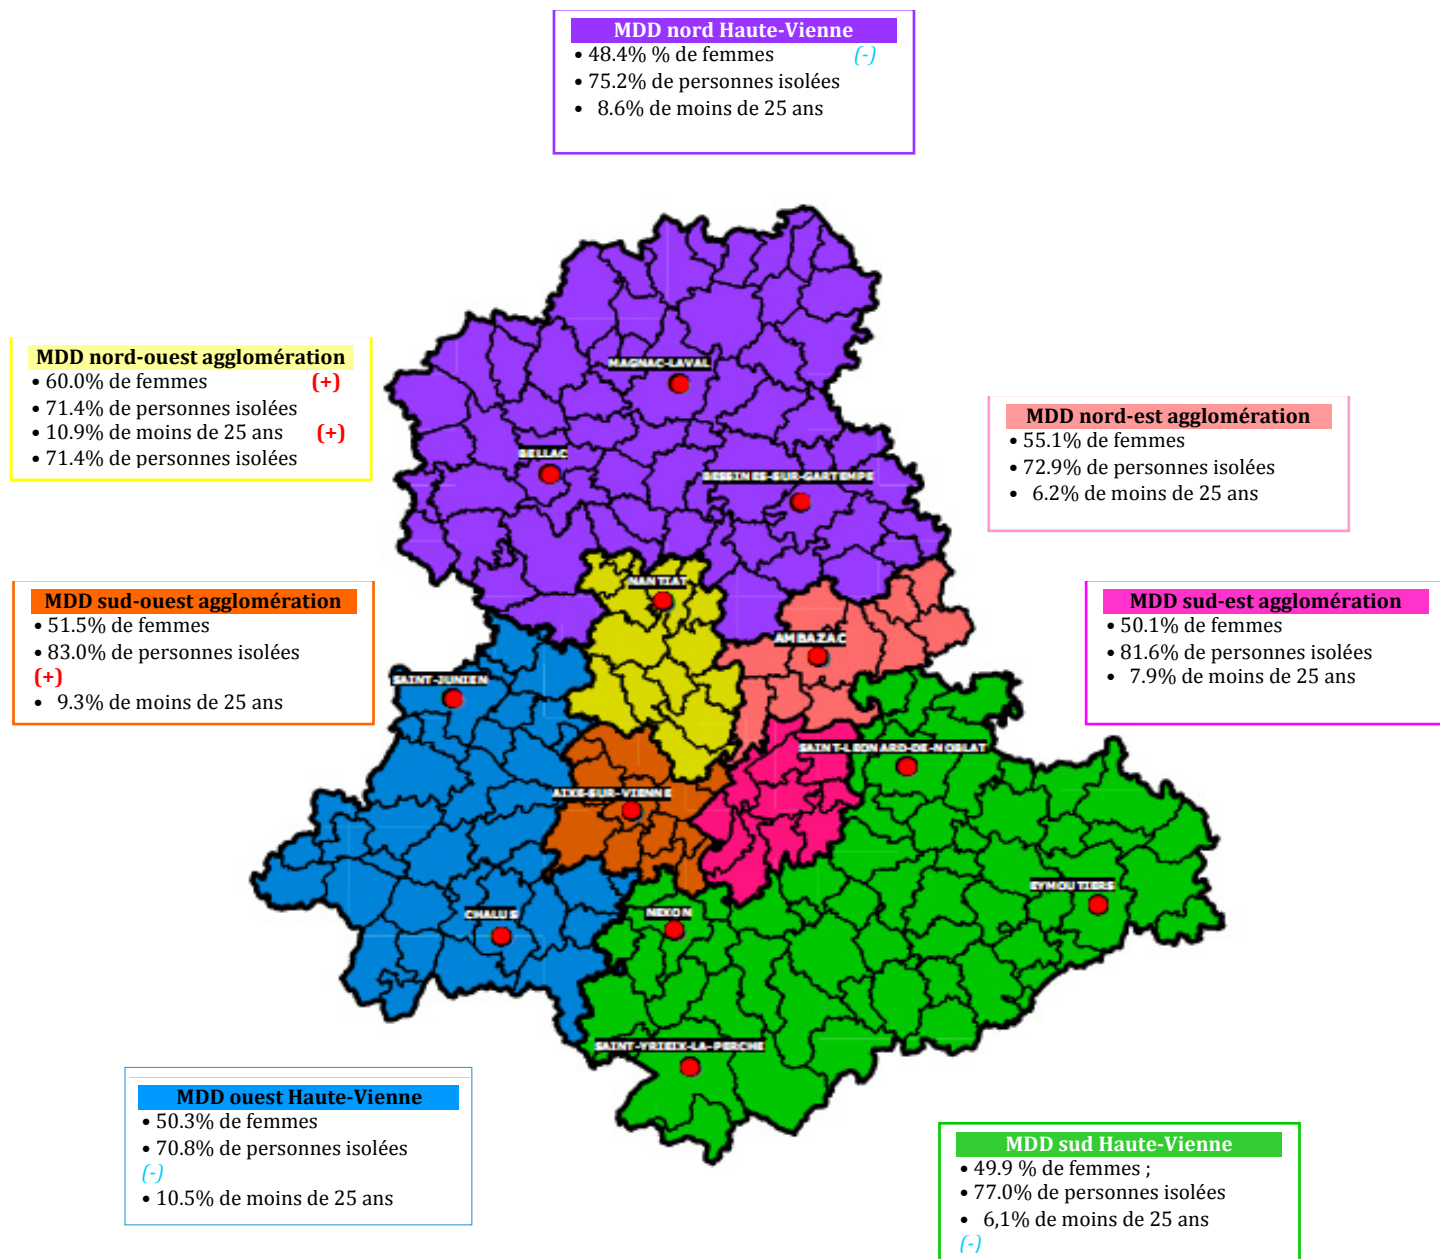 MDD nord Haute-Vienne
• 48.4% % de femmes (-)
• 75.2% de personnes isolées
• 8.6% de moins de 25 ans
MDD nord-ouest agglomération
• 60.0% de femmes (+)
• 71.4% de personnes isolées
• 10.9% de moins de 25 ans (+)
• 71.4% de personnes isolées
MDD nord-est agglomération
• 55.1% de femmes
• 72.9% de personnes isolées
• 6.2% de moins de 25 ans
MDD sud-ouest agglomération
• 51.5% de femmes
• 83.0% de personnes isolées
(+)
• 9.3% de moins de 25 ans
MDD sud-est agglomération
• 50.1% de femmes
• 81.6% de personnes isolées
• 7.9% de moins de 25 ans
MAGNAC-LAVAL
BELLAC
BESSINES-SUR-GARTEMPE
NANTIAT
AMBAZAC
SAINT-JUNIEN
SAINT-LEONARD-DE-NOBLAT
AIXE-SUR-VIENNE
EYMOUTIERS
CHALUS
NEXON
SAINT-YRIEIX-LA-PERCHE
MDD ouest Haute-Vienne
• 50.3% de femmes
• 70.8% de personnes isolées
(-)
• 10.5% de moins de 25 ans
MDD sud Haute-Vienne
• 49.9 % de femmes ;
• 77.0% de personnes isolées
• 6,1% de moins de 25 ans
(-)